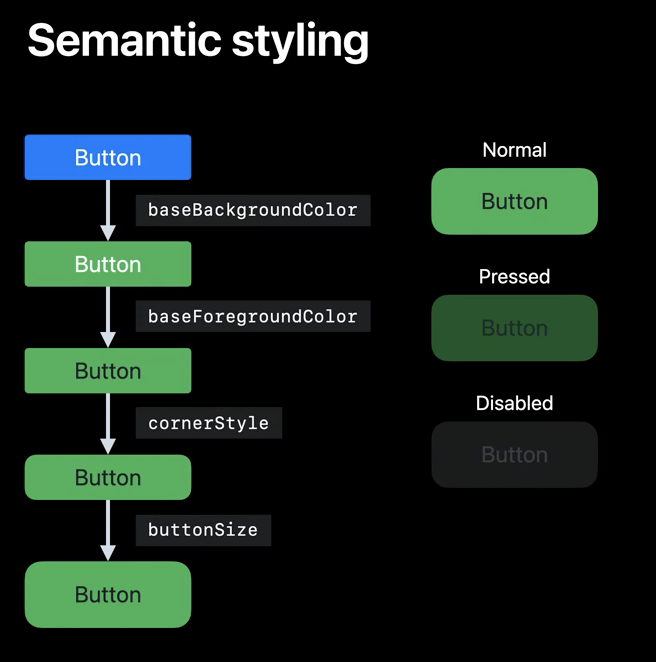 Semantic styling
Button
baseBackgroundColor
Button
baseForegroundColor
Button
cornerStyle
Button
buttonSize
Button
Normal
Button
Pressed
Button
Disabled
Button